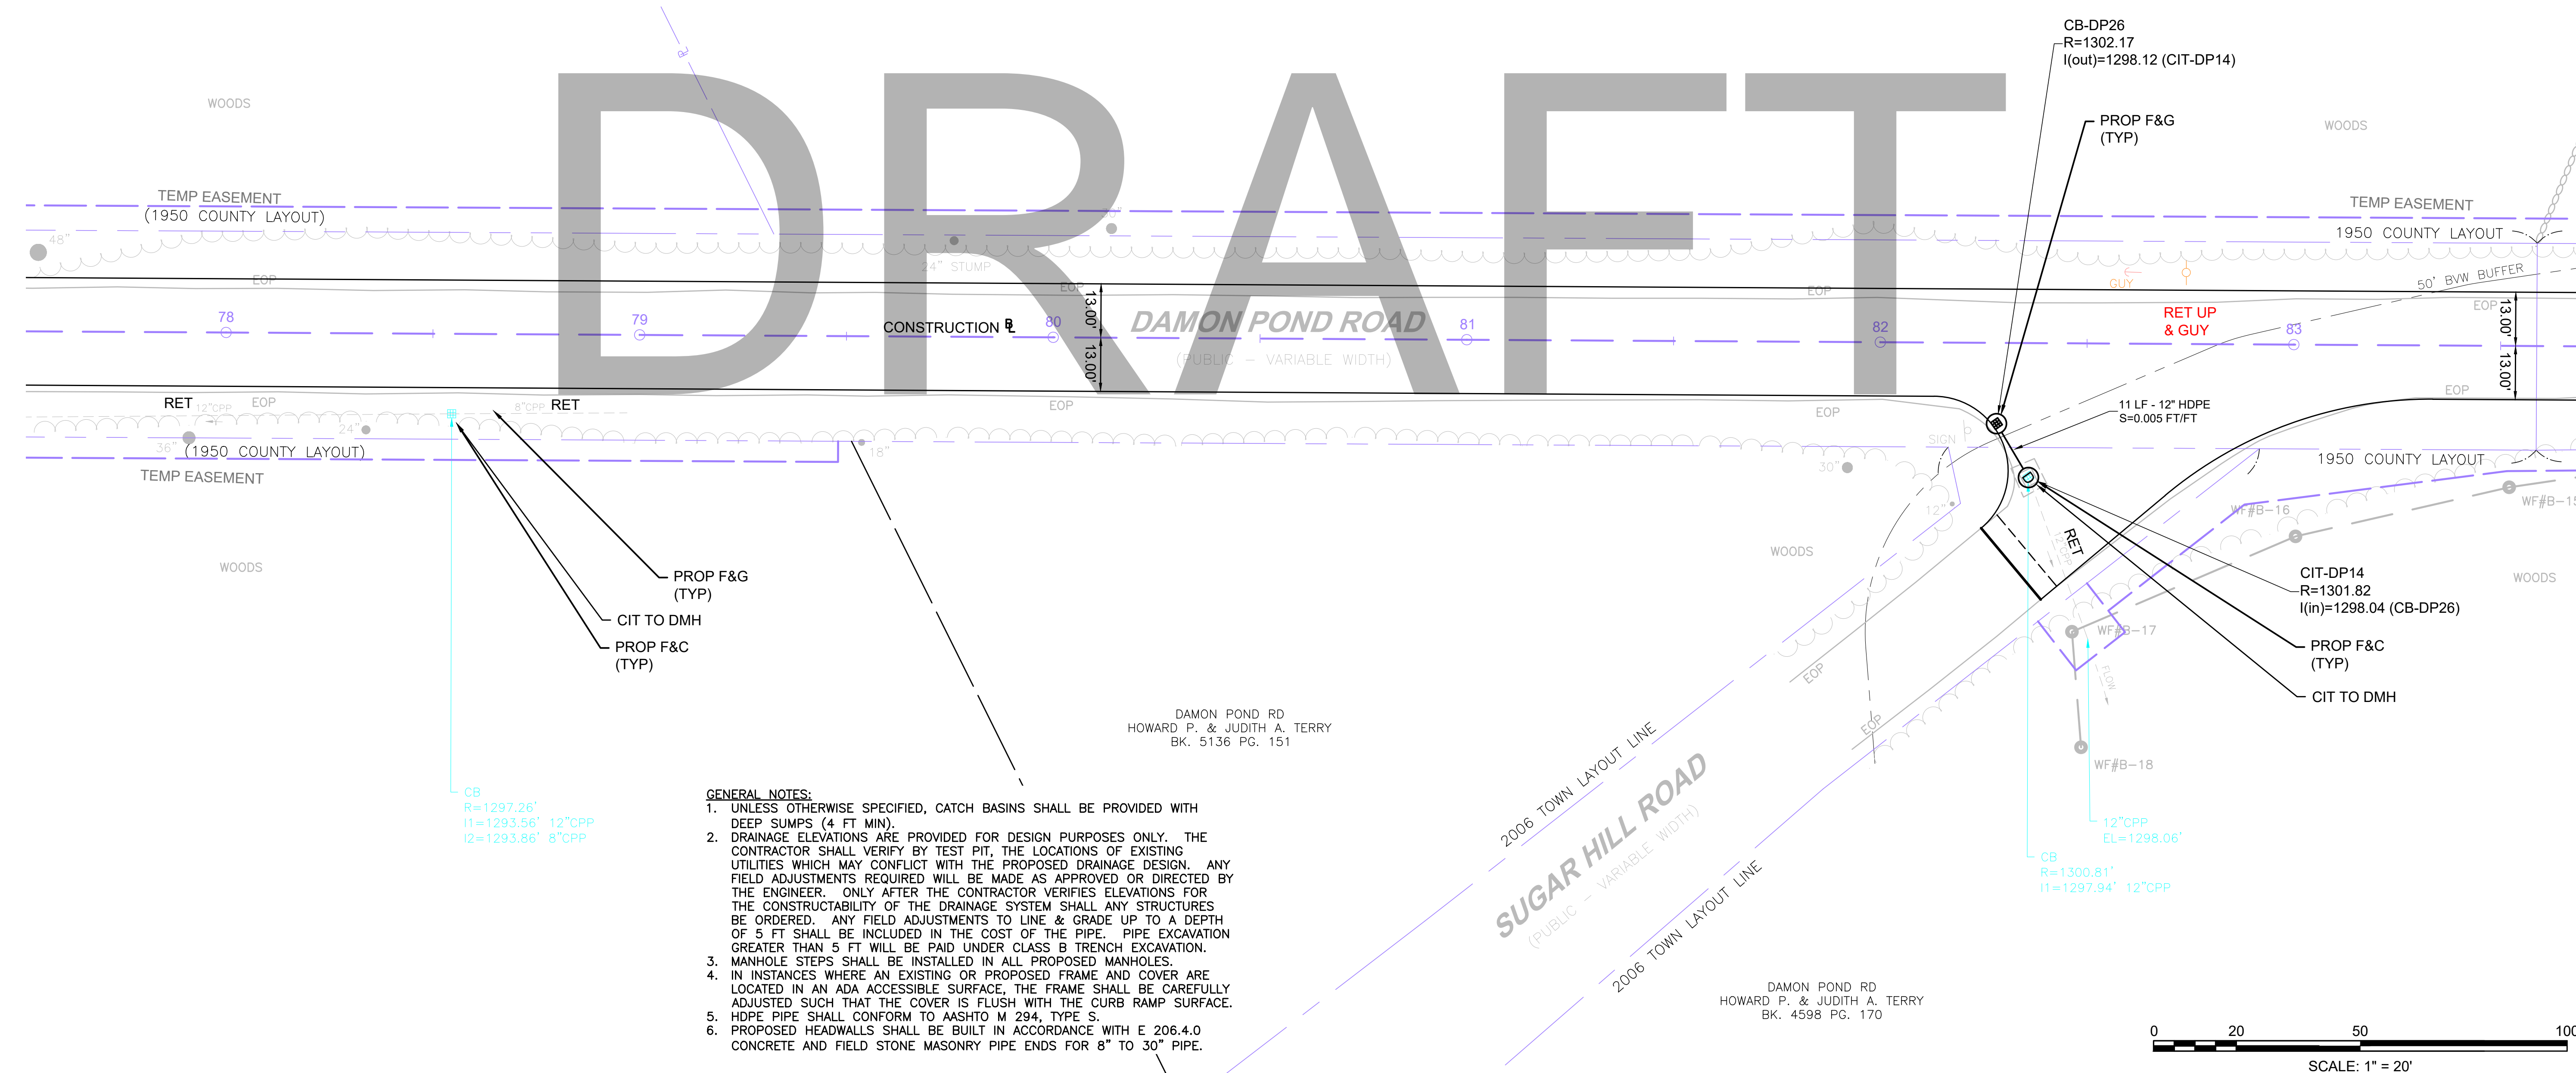 DRAFT
CB-DP26
R=1302.17
I(out)=1298.12 (CIT-DP14)
PROP F&G
(TYP)
WOODS
WOODS
TEMP EASEMENT
(1950 COUNTY LAYOUT)
TEMP EASEMENT
1950 COUNTY LAYOUT
48"
24" STUMP
EOP
EOP
EOP
EOP
GUY
50' BVW BUFFER
RET UP
& GUY
78
79
80
81
82
83
CONSTRUCTION
DAMON POND ROAD
(PUBLIC - VARIABLE WIDTH)
13.00'
13.00'
13.00'
13.00'
RET
12"CPP
EOP
8"CPP
RET
EOP
EOP
EOP
11 LF - 12" HDPE
S=0.005 FT/FT
36"
(1950 COUNTY LAYOUT)
24"
18"
SIGN
30"
12"
1950 COUNTY LAYOUT
TEMP EASEMENT
WF#B-15
WF#B-16
RET
12"CPP
WOODS
WOODS
WOODS
PROP F&G
(TYP)
CIT TO DMH
PROP F&C
(TYP)
CIT-DP14
R=1301.82
I(in)=1298.04 (CB-DP26)
WF#B-17
PROP F&C
(TYP)
FLOW
CIT TO DMH
EOP
EOP
WF#B-18
DAMON POND RD
HOWARD P. & JUDITH A. TERRY
BK. 5136 PG. 151
CB
R=1297.26'
I1=1293.56' 12"CPP
I2=1293.86' 8"CPP
GENERAL NOTES:
1. UNLESS OTHERWISE SPECIFIED, CATCH BASINS SHALL BE PROVIDED WITH
DEEP SUMPS (4 FT MIN).
2. DRAINAGE ELEVATIONS ARE PROVIDED FOR DESIGN PURPOSES ONLY. THE
CONTRACTOR SHALL VERIFY BY TEST PIT, THE LOCATIONS OF EXISTING
UTILITIES WHICH MAY CONFLICT WITH THE PROPOSED DRAINAGE DESIGN. ANY
FIELD ADJUSTMENTS REQUIRED WILL BE MADE AS APPROVED OR DIRECTED BY
THE ENGINEER. ONLY AFTER THE CONTRACTOR VERIFIES ELEVATIONS FOR
THE CONSTRUCTABILITY OF THE DRAINAGE SYSTEM SHALL ANY STRUCTURES
BE ORDERED. ANY FIELD ADJUSTMENTS TO LINE & GRADE UP TO A DEPTH
OF 5 FT SHALL BE INCLUDED IN THE COST OF THE PIPE. PIPE EXCAVATION
GREATER THAN 5 FT WILL BE PAID UNDER CLASS B TRENCH EXCAVATION.
3. MANHOLE STEPS SHALL BE INSTALLED IN ALL PROPOSED MANHOLES.
4. IN INSTANCES WHERE AN EXISTING OR PROPOSED FRAME AND COVER ARE
LOCATED IN AN ADA ACCESSIBLE SURFACE, THE FRAME SHALL BE CAREFULLY
ADJUSTED SUCH THAT THE COVER IS FLUSH WITH THE CURB RAMP SURFACE.
5. HDPE PIPE SHALL CONFORM TO AASHTO M 294, TYPE S.
6. PROPOSED HEADWALLS SHALL BE BUILT IN ACCORDANCE WITH E 206.4.0
CONCRETE AND FIELD STONE MASONRY PIPE ENDS FOR 8" TO 30" PIPE.
2006 TOWN LAYOUT LINE
SUGAR HILL ROAD
(PUBLIC - VARIABLE WIDTH)
2006 TOWN LAYOUT LINE
12"CPP
EL=1298.06'
CB
R=1300.81'
I1=1297.94' 12"CPP
DAMON POND RD
HOWARD P. & JUDITH A. TERRY
BK. 4598 PG. 170
0 20 50 100
SCALE: 1" = 20'